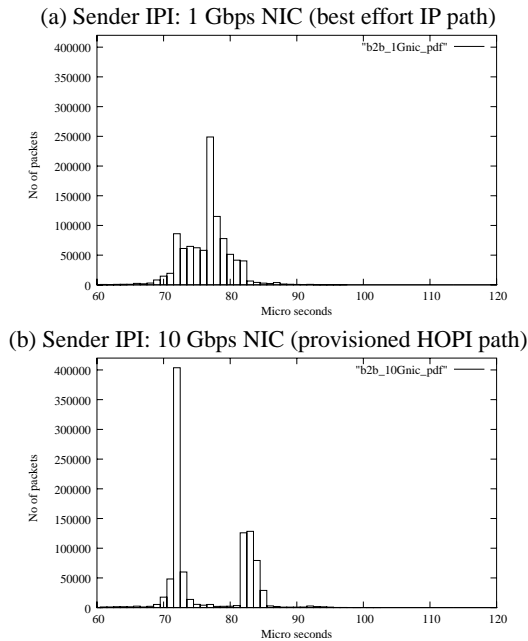 (a) Sender IPI: 1 Gbps NIC (best effort IP path)
"b2b_1Gnic_pdf"
400000
350000
300000
250000
200000
150000
100000
50000
0
No of packets
60 70 80 90 100 110 120
Micro seconds
(b) Sender IPI: 10 Gbps NIC (provisioned HOPI path)
"b2b_10Gnic_pdf"
400000
350000
300000
250000
200000
150000
100000
50000
0
No of packets
60 70 80 90 100 110 120
Micro seconds